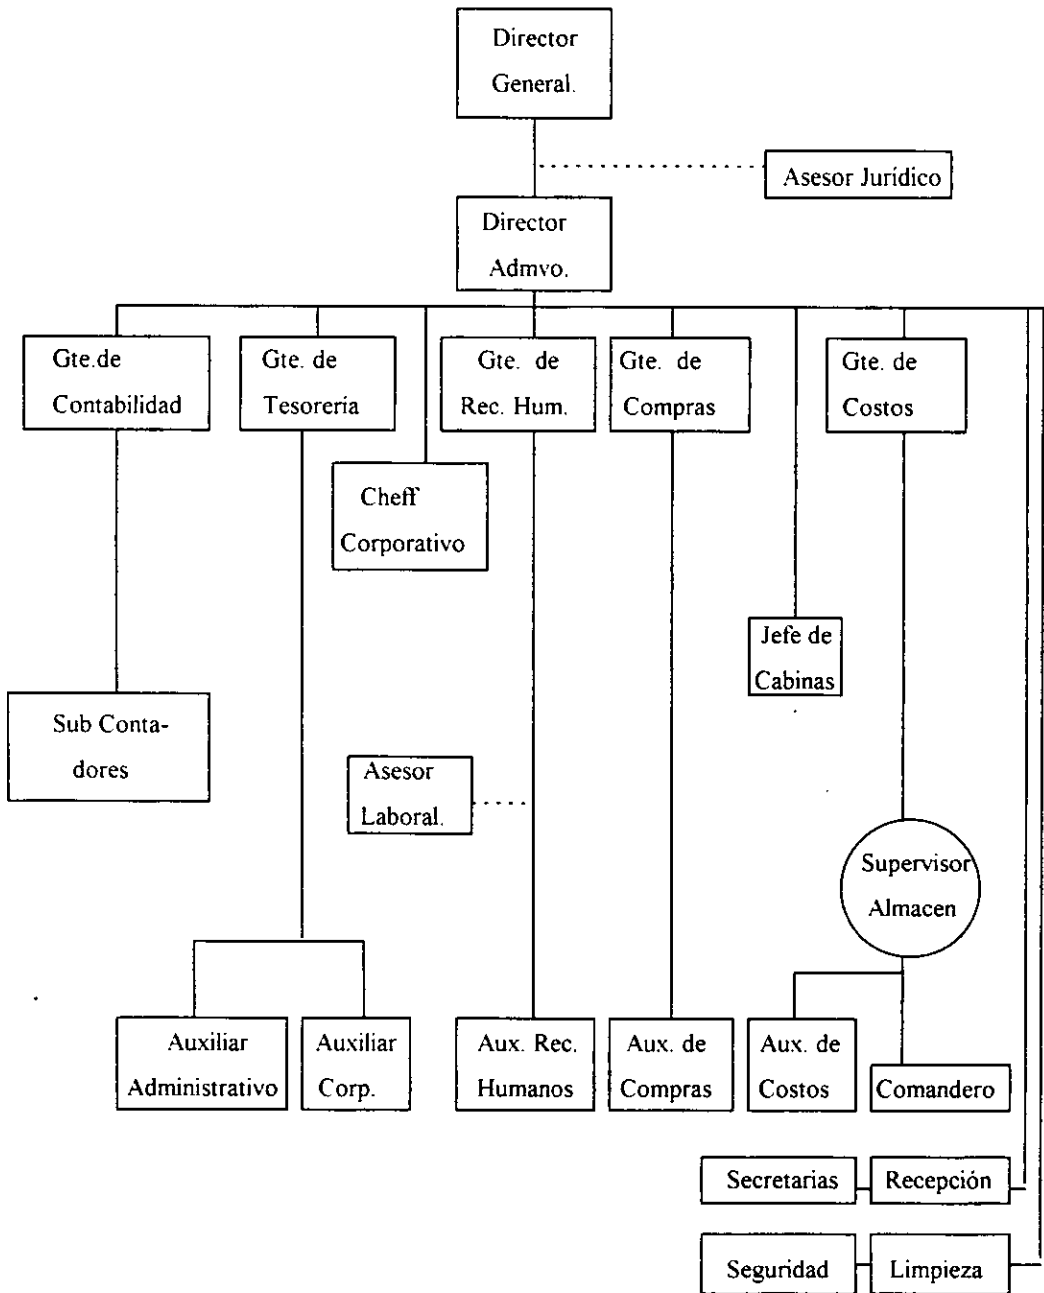 Director
General.
Asesor Jurídico
Director
Admvo.
Gte.de
Contabilidad
Gte. de
Tesorería
Gte. de
Rec. Hum.
Gte. de
Compras
Gte. de
Costos
Cheff
Corporativo
Jefe de
Cabinas
Sub Conta-
dores
Asesor
Laboral.
Supervisor
Almacen
Auxiliar
Administrativo
Auxiliar
Corp.
Aux. Rec.
Humanos
Aux. de
Compras
Aux. de
Costos
Comandero
Secretarias
Recepción
Seguridad
Limpieza